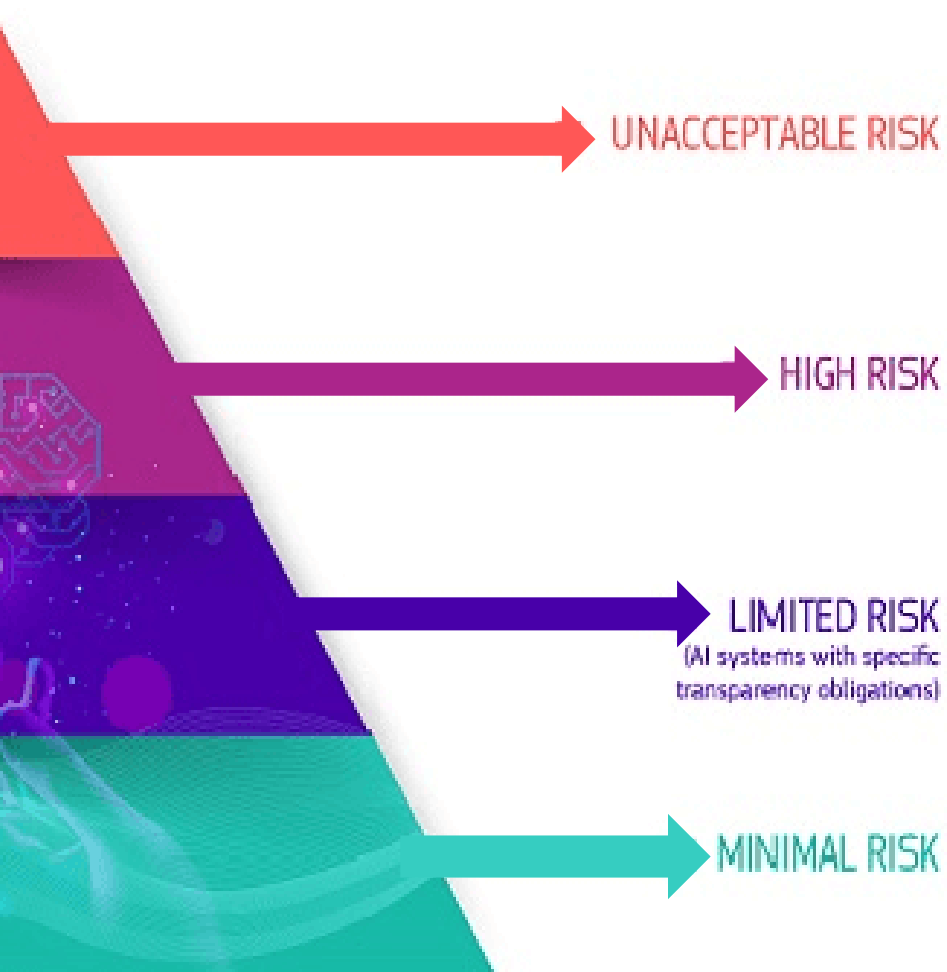 UNACCEPTABLE RISK
HIGH RISK
LIMITED RISK
(AI systems with specific
transparency obligations)
MINIMAL RISK